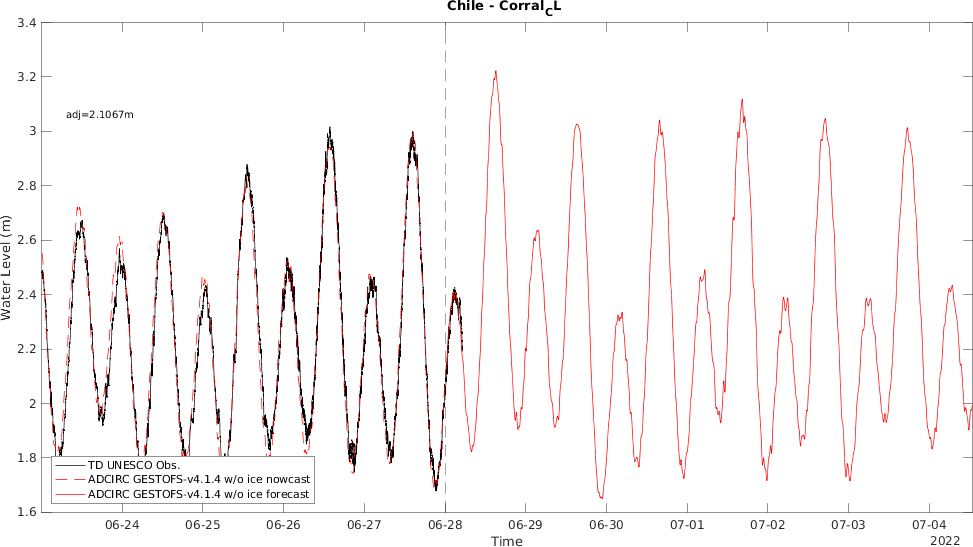 Chile - Corral_CL
3.4
3.2
3
2.8
2.6
2.4
2.2
2
1.8
1.6
Water Level (m)
adj=2.1067m
TD UNESCO Obs.
ADCIRC GESTOFS-v4.1.4 w/o ice nowcast
ADCIRC GESTOFS-v4.1.4 w/o ice forecast
06-24 06-25 06-26 06-27 06-28 06-29 06-30 07-01 07-02 07-03 07-04
Time
2022